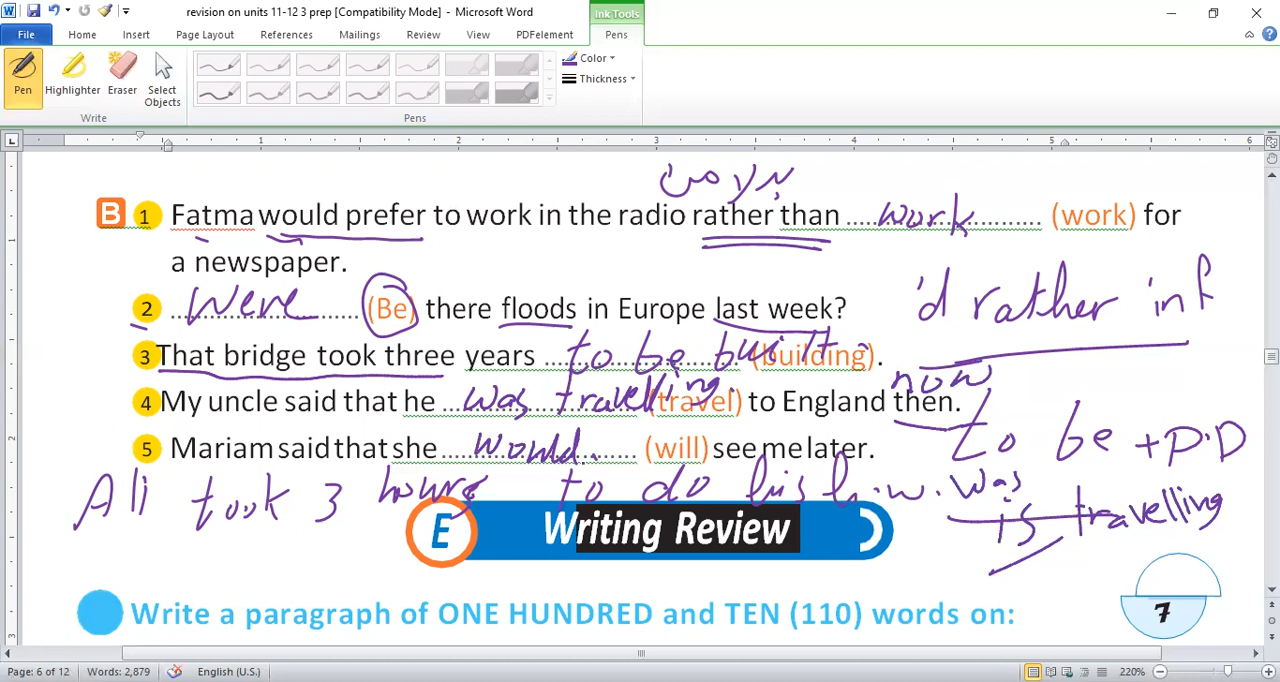 revision on units 11-12 3 prep [Compatibility Mode] - Microsoft Word
Ink Tools
File Home Insert Page Layout References Mailings Review View PDFelement Pens
Pen Highlighter Eraser Select Objects
Color
Thickness
Write Pens
1 2 3 4 5 6
بدلا من
B 1 Fatma would prefer to work in the radio rather than ....work.... (work) for
a newspaper.
2 ....Were.... (Be) there floods in Europe last week?
'd rather inf
3 That bridge took three years ....to be built.... (building).
now
4 My uncle said that he ....was travelling.... (travel) to England then.
to be + p.p
5 Mariam said that she ....would.... (will) see me later.
Ali took 3 hours to do his h.w.
was
is travelling
E Writing Review
Write a paragraph of ONE HUNDRED and TEN (110) words on:
7
Page: 6 of 12 Words: 2,879 English (U.S.) 220%